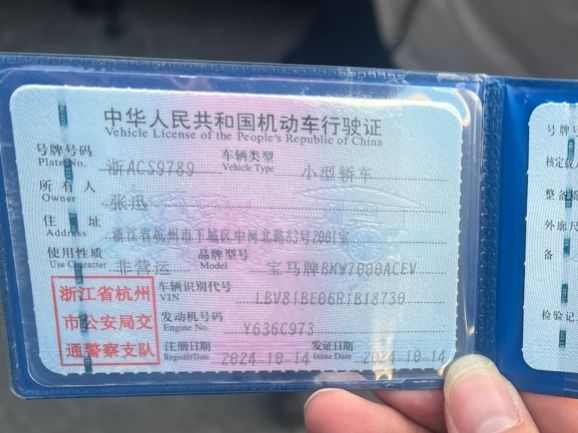 中华人民共和国机动车行驶证
Vehicle License of the People's Republic of China
号牌号码 浙ACS9789 车辆类型 小型轿车
Plate No. Vehicle Type
所有人 张迅
Owner
住址 浙江省杭州市下城区中河北路83号2001室
Address
使用性质 非营运 品牌型号 宝马牌BMW7000ACEV
Use Character Model
浙江省杭州
市公安局交
通警察支队
车辆识别代号 LBV81BE06R1B18730
VIN
发动机号码 Y636C973
Engine No.
注册日期 2024-10-14 发证日期 2024-10-14
Register Date Issue Date
号牌
核定载
整备
外廓尺
备
检验记